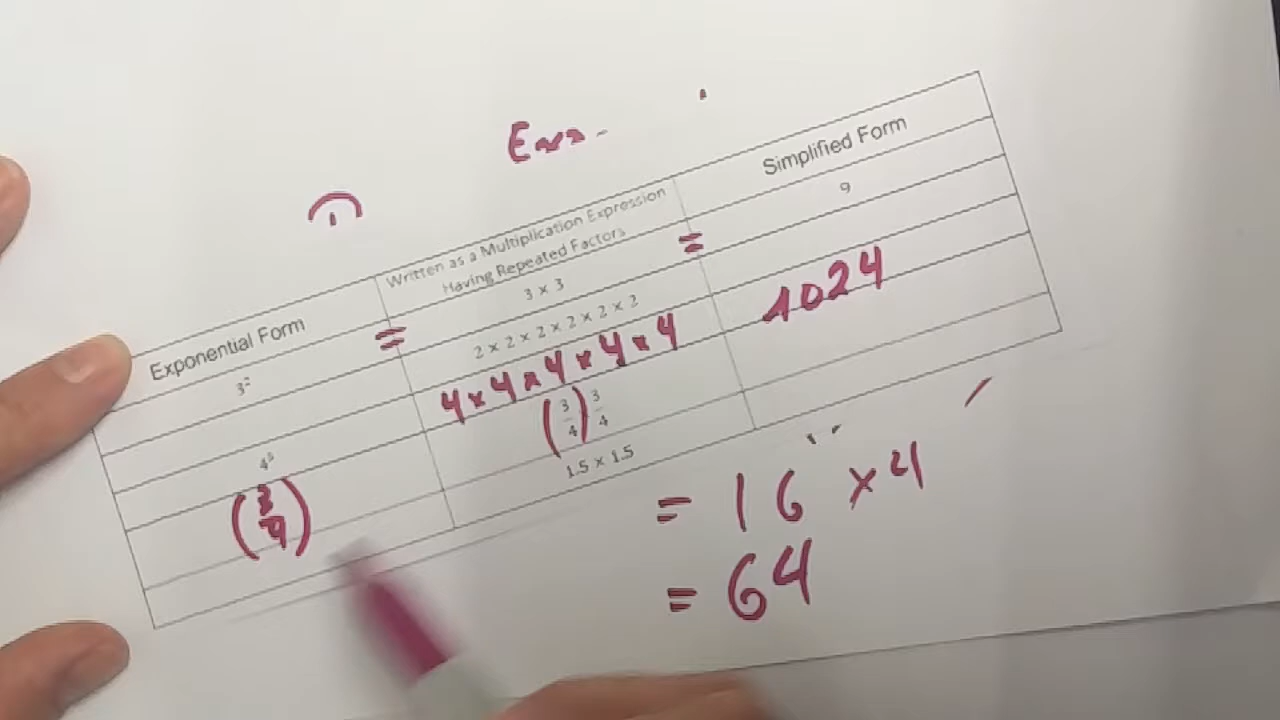 Exponential Form
Written as a Multiplication Expression
Having Repeated Factors
Simplified Form
3²
=
3 × 3
=
9
2 × 2 × 2 × 2 × 2 × 2
4⁵
4 × 4 × 4 × 4 × 4
1024
(3/4)
(3/4) 3/4
1.5 × 1.5
= 16 × 4
= 64